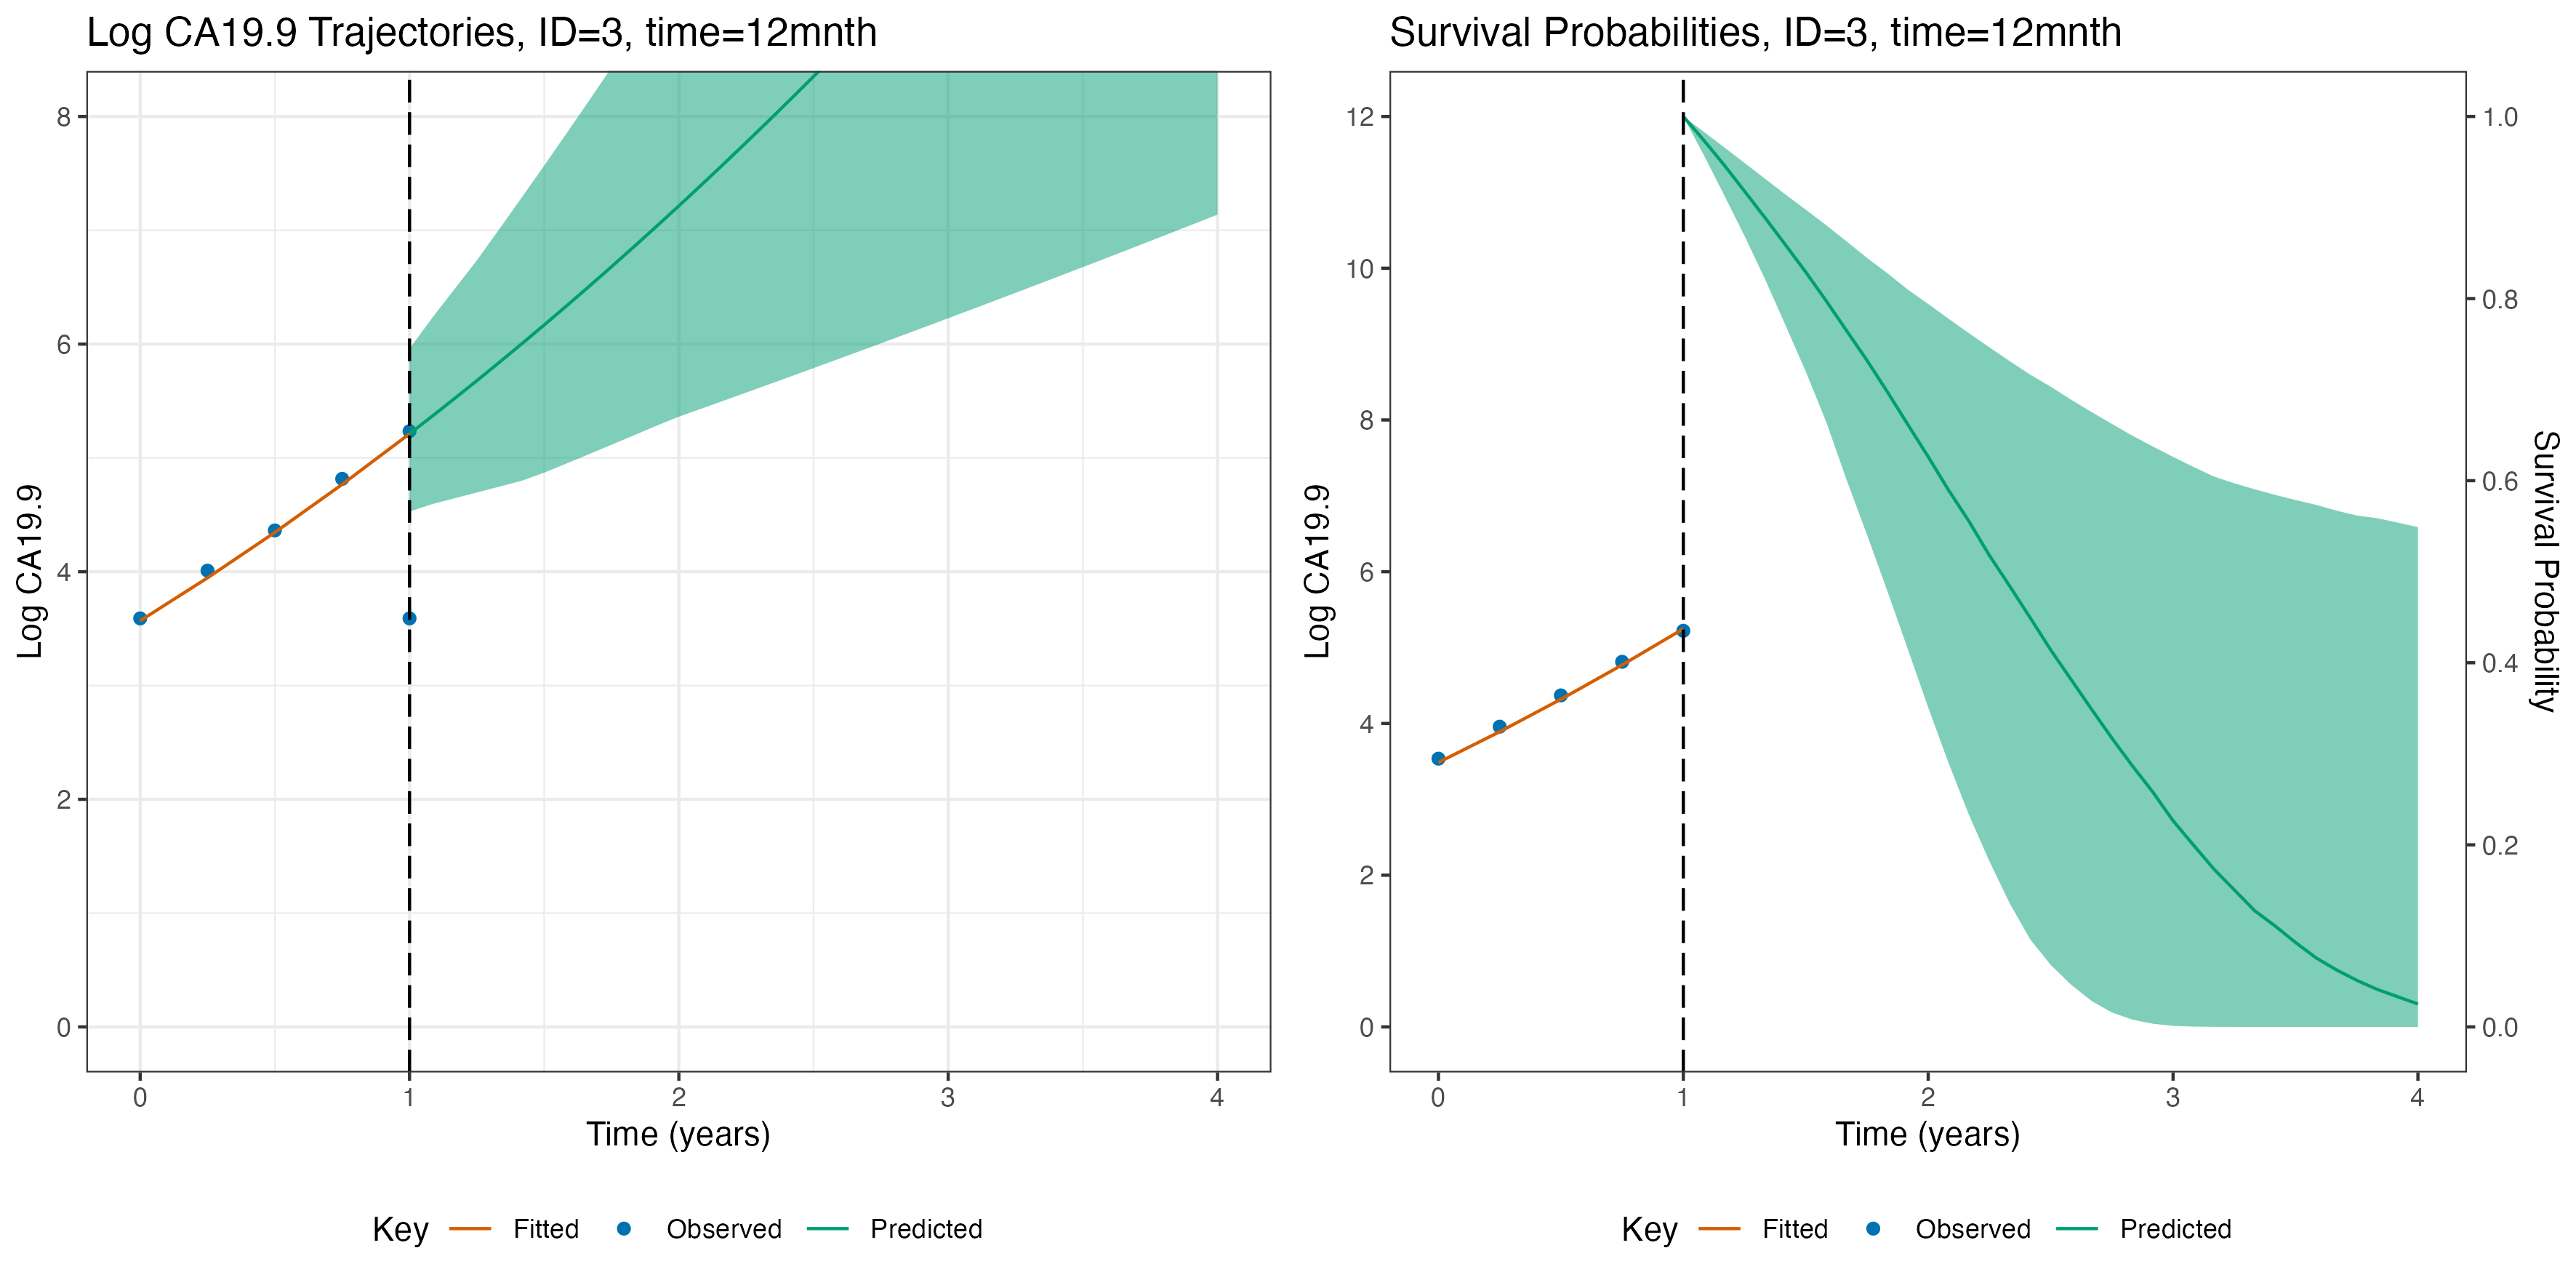 Log CA19.9 Trajectories, ID=3, time=12mnth
8
6
4
2
0
Log CA19.9
0 1 2 3 4
Time (years)
Key Fitted Observed Predicted
Survival Probabilities, ID=3, time=12mnth
12
10
8
6
4
2
0
Log CA19.9
1.0
0.8
0.6
0.4
0.2
0.0
Survival Probability
0 1 2 3 4
Time (years)
Key Fitted Observed Predicted